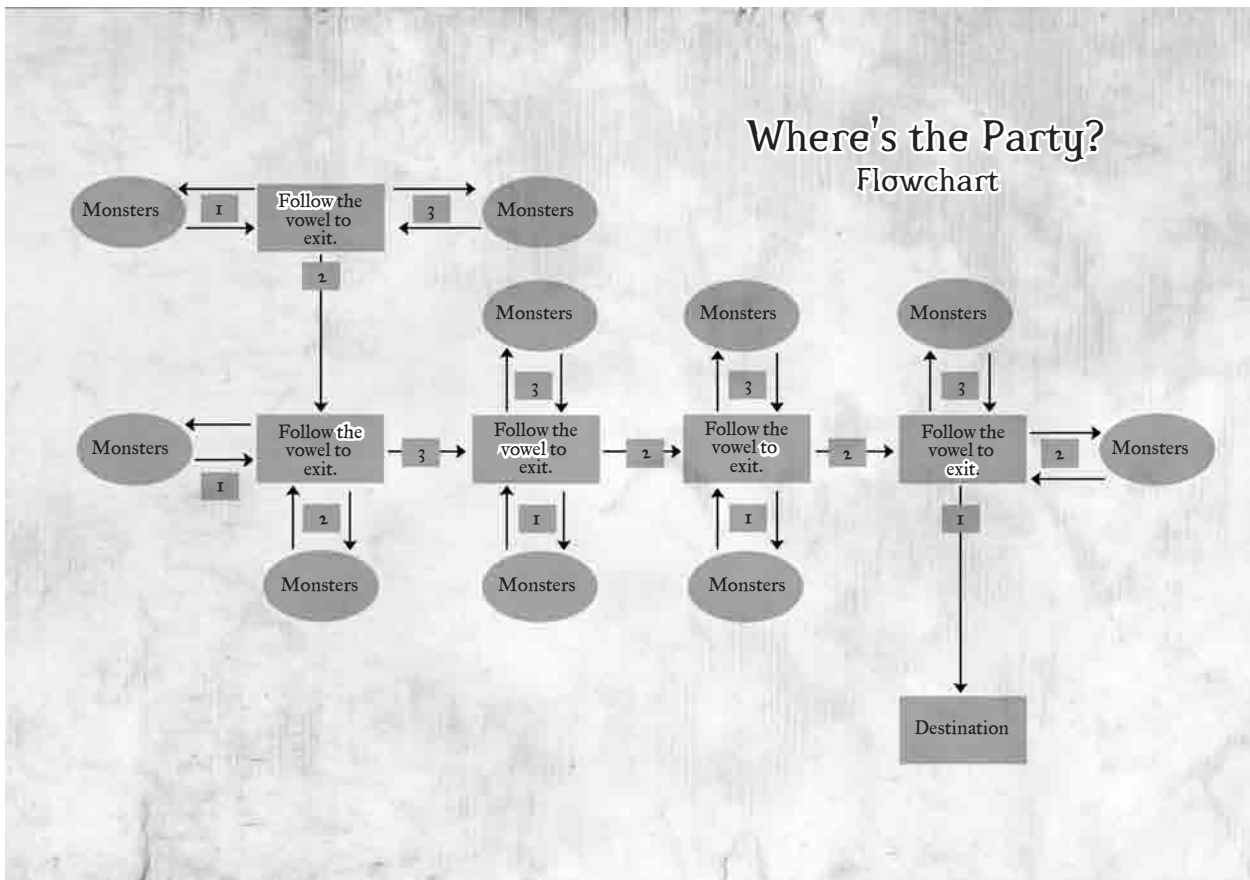 Where's the Party?
Flowchart
Monsters
1
Follow the
vowel to
exit.
3
Monsters
2
Monsters
Monsters
Monsters
3
3
3
Monsters
1
Follow the
vowel to
exit.
3
Follow the
vowel to
exit.
2
Follow the
vowel to
exit.
2
Follow the
vowel to
exit.
2
Monsters
2
1
1
1
Monsters
Monsters
Monsters
Destination